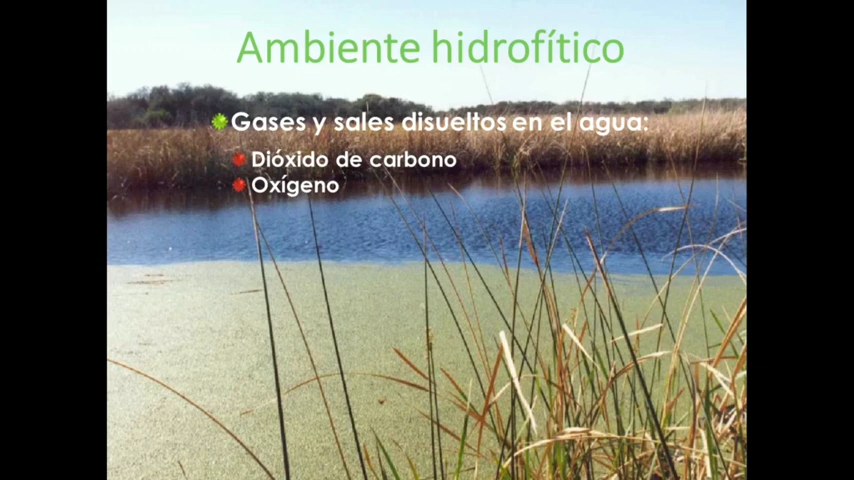 Ambiente hidrofítico
Gases y sales disueltos en el agua:
Dióxido de carbono
Oxígeno